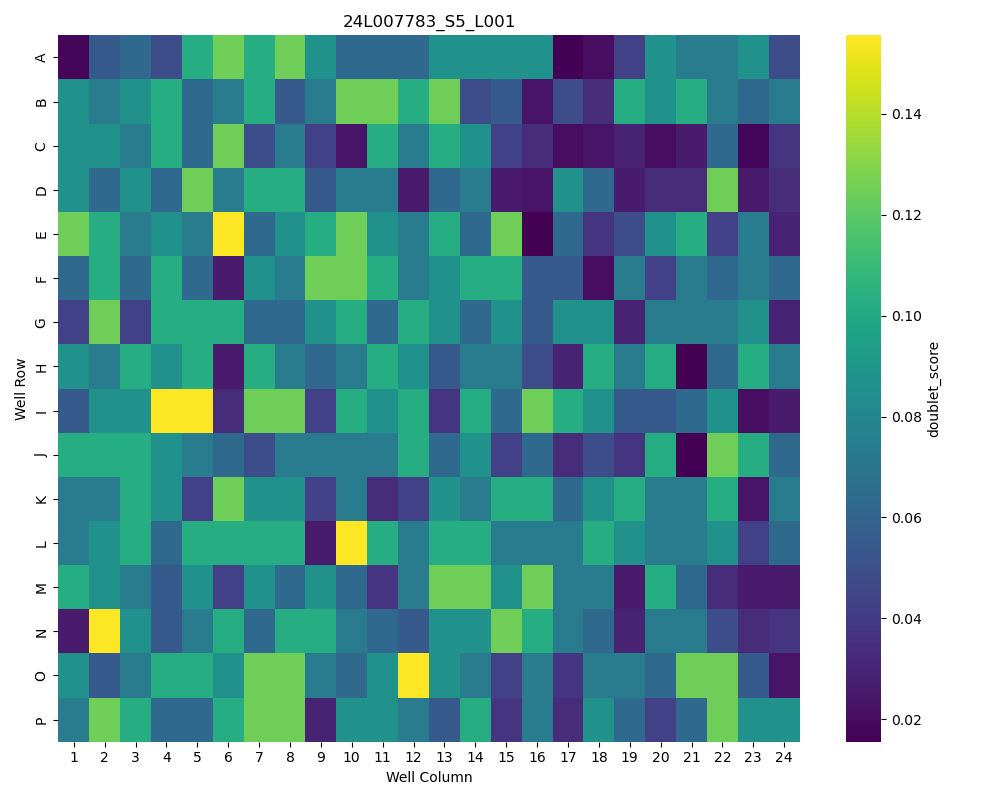 24L007783_S5_L001
A
B
C
D
E
F
G
H
I
J
K
L
M
N
O
P
Well Row
1 2 3 4 5 6 7 8 9 10 11 12 13 14 15 16 17 18 19 20 21 22 23 24
Well Column
0.14
0.12
0.10
0.08
0.06
0.04
0.02
doublet_score